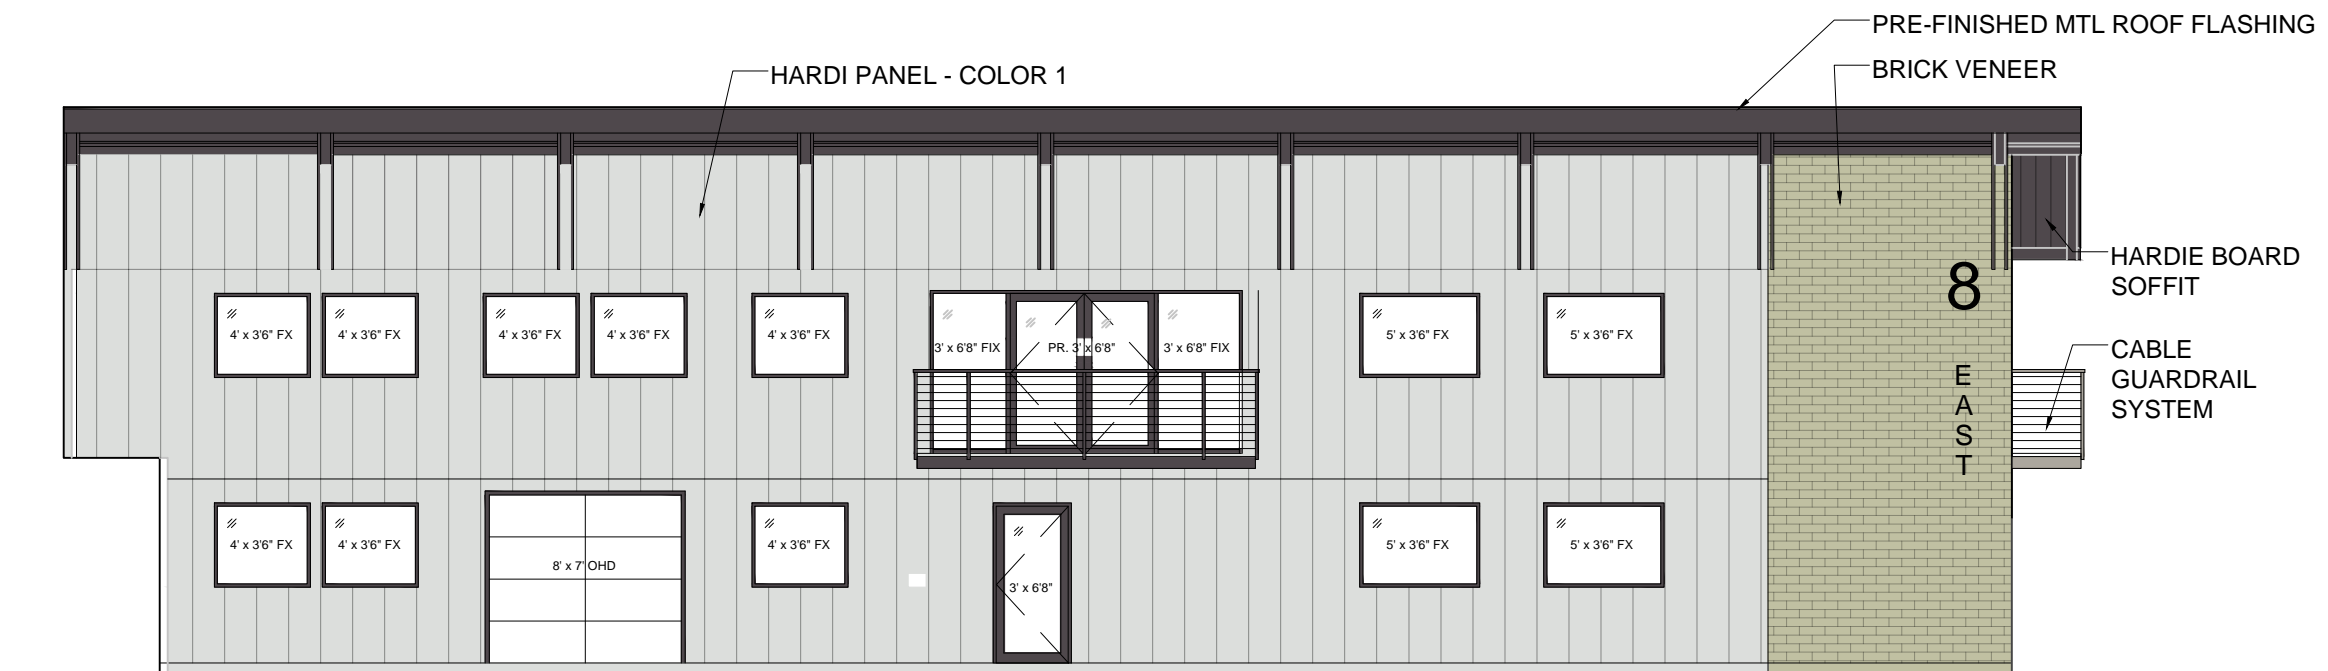 PRE-FINISHED MTL ROOF FLASHING
BRICK VENEER
HARDI PANEL - COLOR 1
HARDIE BOARD
SOFFIT
8
4' x 3'6" FX
4' x 3'6" FX
4' x 3'6" FX
4' x 3'6" FX
4' x 3'6" FX
3' x 6'8" FIX
PR. 3' x 6'8"
3' x 6'8" FIX
5' x 3'6" FX
5' x 3'6" FX
CABLE
GUARDRAIL
SYSTEM
E
A
S
T
4' x 3'6" FX
4' x 3'6" FX
8' x 7' OHD
4' x 3'6" FX
3' x 6'8"
5' x 3'6" FX
5' x 3'6" FX